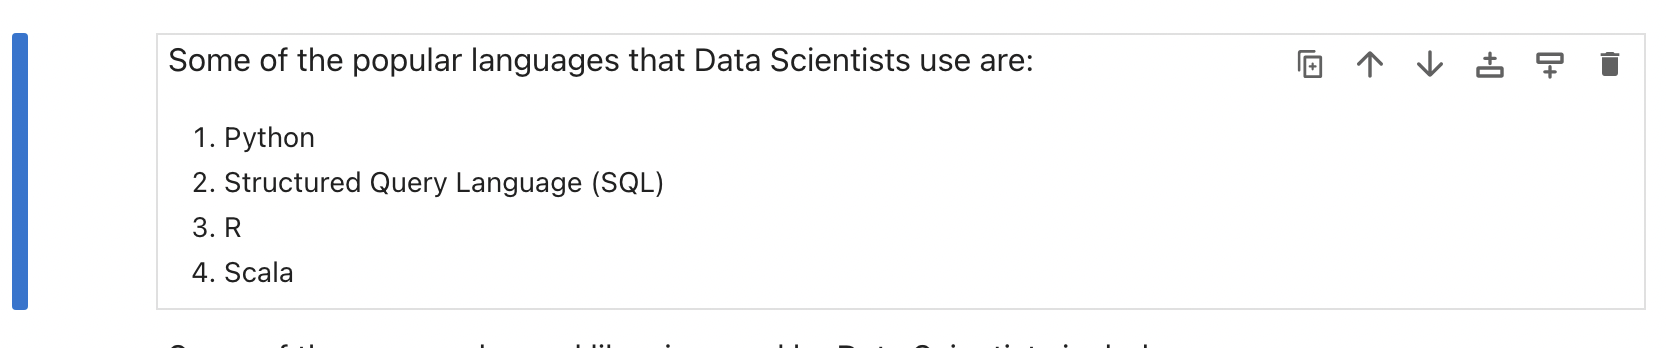 Some of the popular languages that Data Scientists use are:
1. Python
2. Structured Query Language (SQL)
3. R
4. Scala